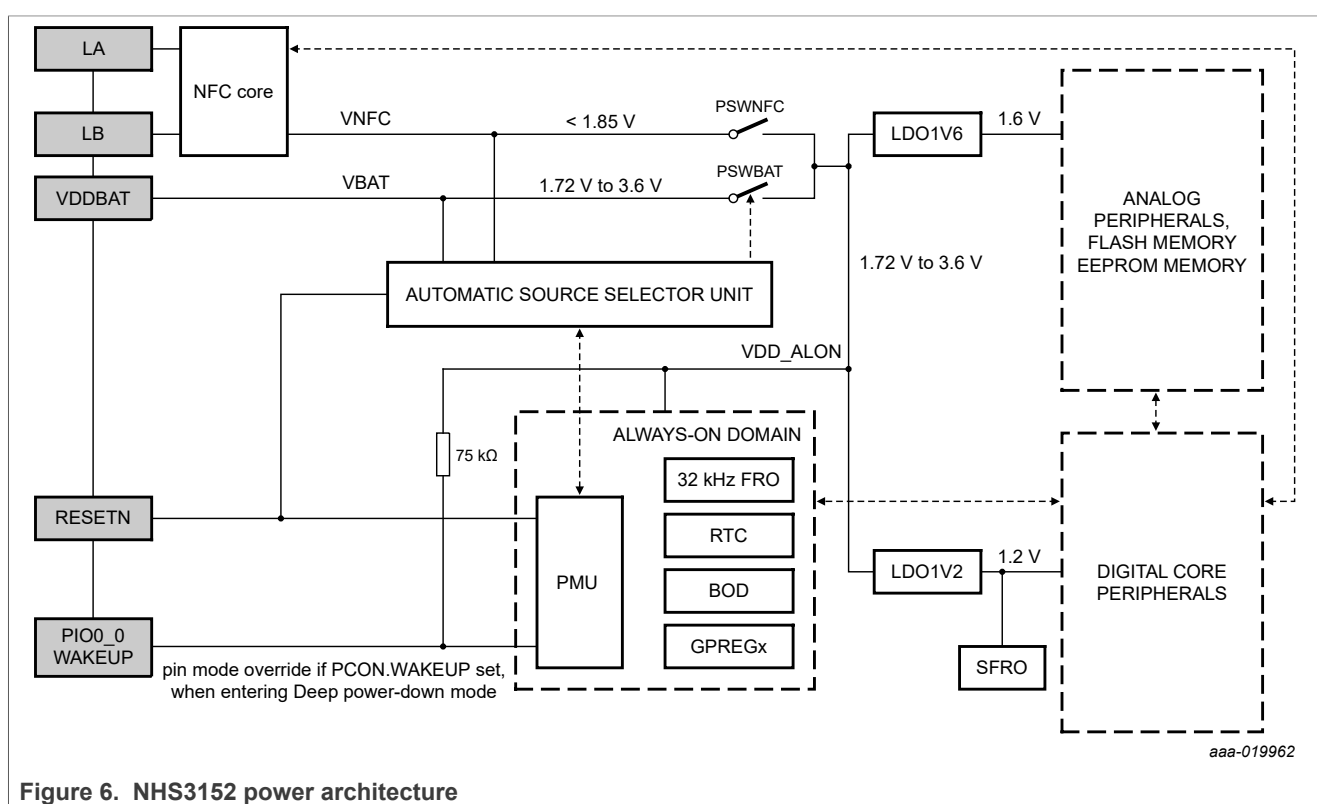 LA
NFC core
LB
VNFC
< 1.85 V
PSWNFC
LDO1V6
1.6 V
VDDBAT
VBAT
1.72 V to 3.6 V
PSWBAT
ANALOG
PERIPHERALS,
FLASH MEMORY
EEPROM MEMORY
1.72 V to 3.6 V
AUTOMATIC SOURCE SELECTOR UNIT
VDD_ALON
ALWAYS-ON DOMAIN
75 kΩ
32 kHz FRO
RESETN
RTC
PMU
BOD
LDO1V2
1.2 V
DIGITAL CORE
PERIPHERALS
GPREGx
SFRO
PIO0_0
WAKEUP
pin mode override if PCON.WAKEUP set,
when entering Deep power-down mode
aaa-019962
Figure 6. NHS3152 power architecture